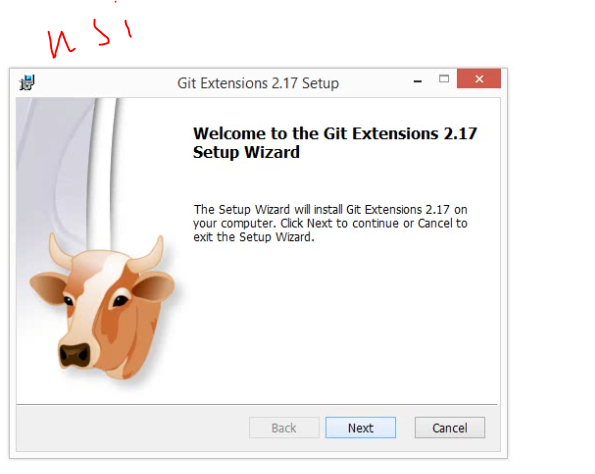 Git Extensions 2.17 Setup
Welcome to the Git Extensions 2.17
Setup Wizard
The Setup Wizard will install Git Extensions 2.17 on
your computer. Click Next to continue or Cancel to
exit the Setup Wizard.
Back Next Cancel